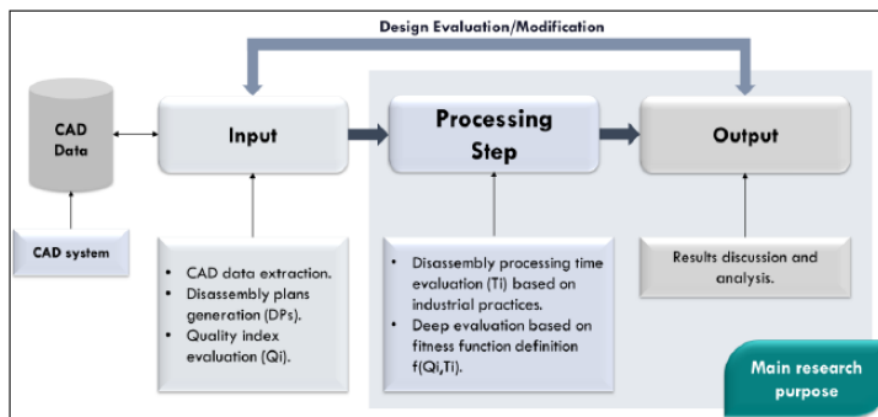 Design Evaluation/Modification
CAD
Data
Input
Processing
Step
Output
CAD system
• CAD data extraction.
• Disassembly plans
generation (DPs).
• Quality index
evaluation (Qi).
• Disassembly processing time
evaluation (Ti) based on
industrial practices.
• Deep evaluation based on
fitness function definition
f(Qi,Ti).
Results discussion and
analysis.
Main research
purpose